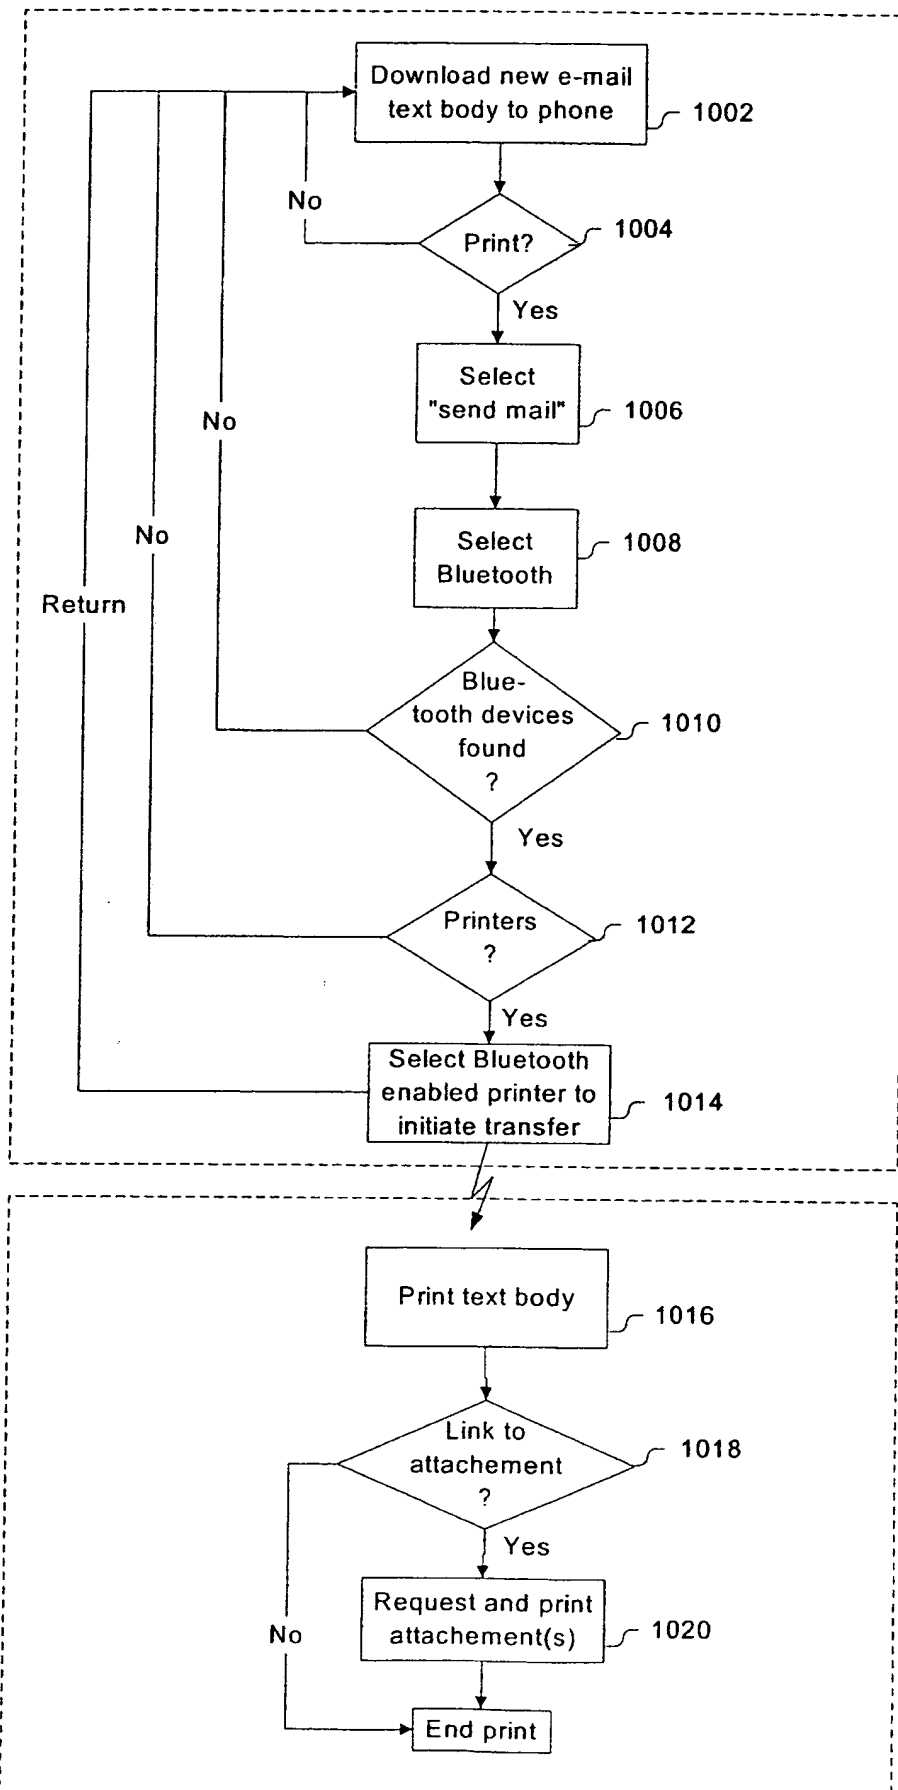 Download new e-mail
text body to phone
1002
No
Print?
1004
Yes
Select
"send mail"
1006
No
Select
Bluetooth
1008
No
Return
Blue-
tooth devices
found
?
1010
Yes
Printers
?
1012
Yes
Select Bluetooth
enabled printer to
initiate transfer
1014
Print text body
1016
Link to
attachement
?
1018
Yes
Request and print
attachement(s)
1020
No
End print